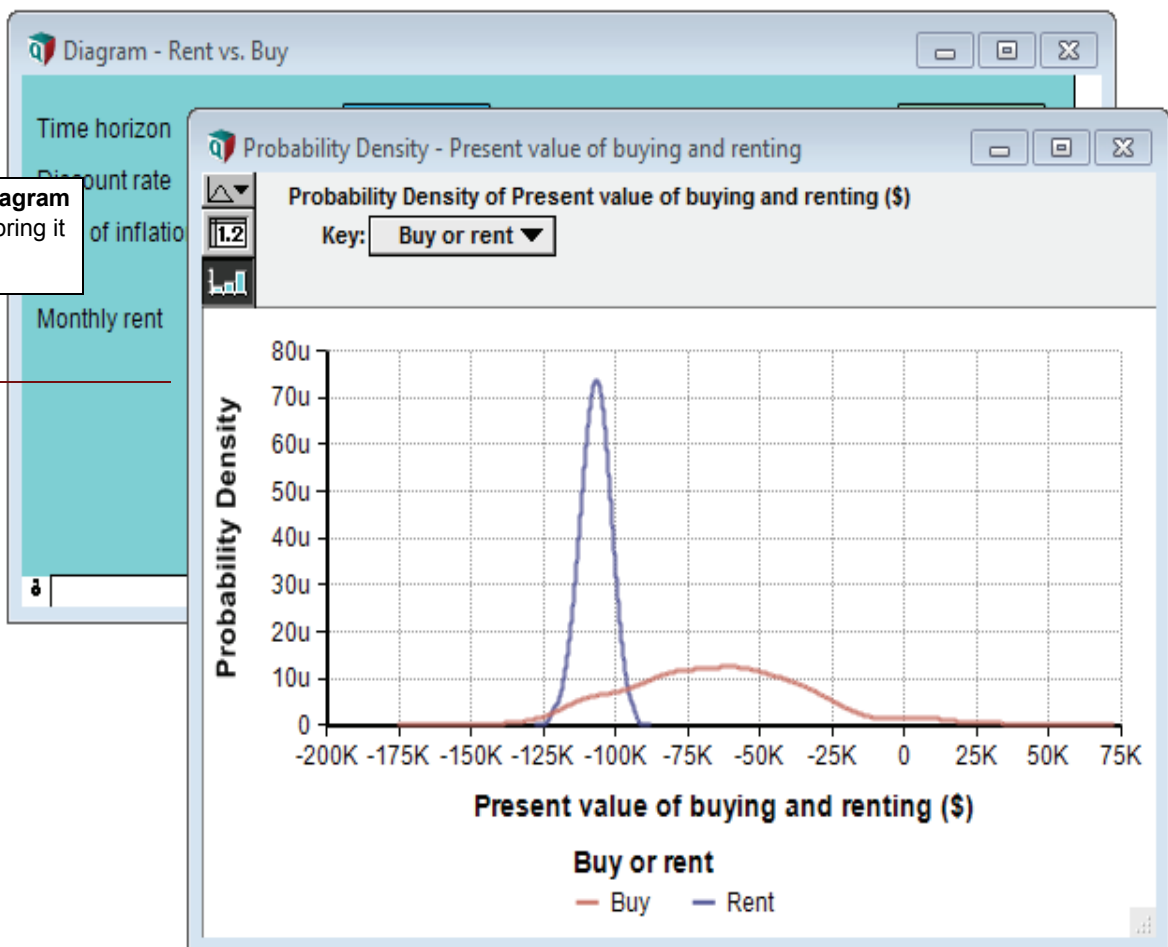 Diagram - Rent vs. Buy
Time horizon
Probability Density - Present value of buying and renting
count rate
agram
oring it
of inflatio
Monthly rent
1.2
Probability Density of Present value of buying and renting ($)
Key: Buy or rent
Probability Density
80u
70u
60u
50u
40u
30u
20u
10u
0
-200K -175K -150K -125K -100K -75K -50K -25K 0 25K 50K 75K
Present value of buying and renting ($)
Buy or rent
Buy Rent